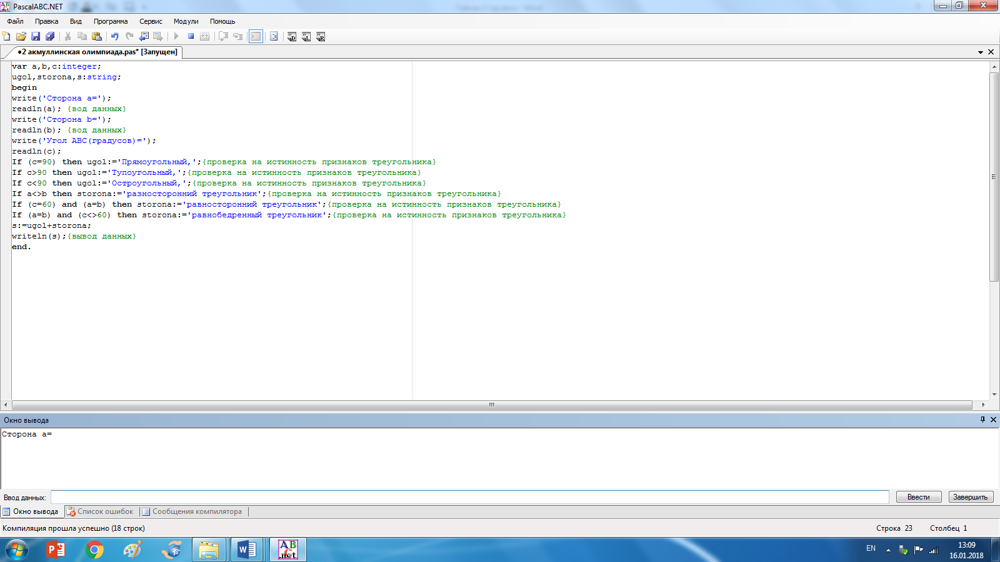 PascalABC.NET
Файл Правка Вид Программа Сервис Модули Помощь
•2 акмуллинская олимпиада.pas* [Запущен]
var a,b,c:integer;
ugol,storona,s:string;
begin
write('Сторона a=');
readln(a); {вод данных}
write('Сторона b=');
readln(b); {вод данных}
write('Угол ABC(градусов)=');
readln(c);
If (c=90) then ugol:='Прямоугольный,';{проверка на истинность признаков треугольника}
If c>90 then ugol:='Тупоугольный,';{проверка на истинность признаков треугольника}
If c<90 then ugol:='Остроугольный,';{проверка на истинность признаков треугольника}
If a<>b then storona:='разносторонний треугольник';{проверка на истинность признаков треугольника}
If (c=60) and (a=b) then storona:='равносторонний треугольник';{проверка на истинность признаков треугольника}
If (a=b) and (c<>60) then storona:='равнобедренный треугольник';{проверка на истинность признаков треугольника}
s:=ugol+storona;
writeln(s);{вывод данных}
end.
Окно вывода
Сторона a=
Ввод данных: Ввести Завершить
Окно вывода Список ошибок Сообщения компилятора
Компиляция прошла успешно (18 строк) Строка 23 Столбец 1
EN 13:09
16.01.2018